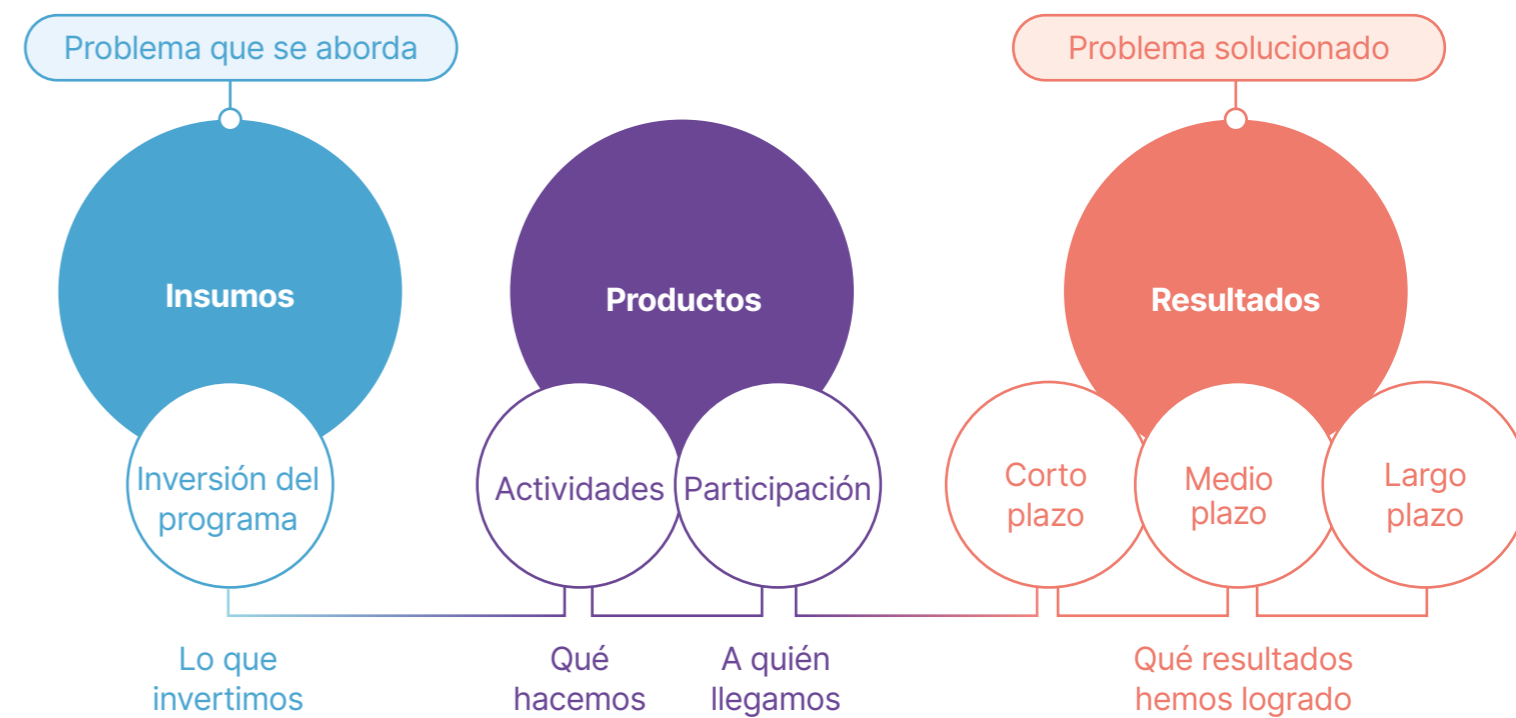 Problema que se aborda
Problema solucionado
Insumos
Productos
Resultados
Inversión del
programa
Actividades
Participación
Corto
plazo
Medio
plazo
Largo
plazo
Lo que
invertimos
Qué
hacemos
A quién
llegamos
Qué resultados
hemos logrado